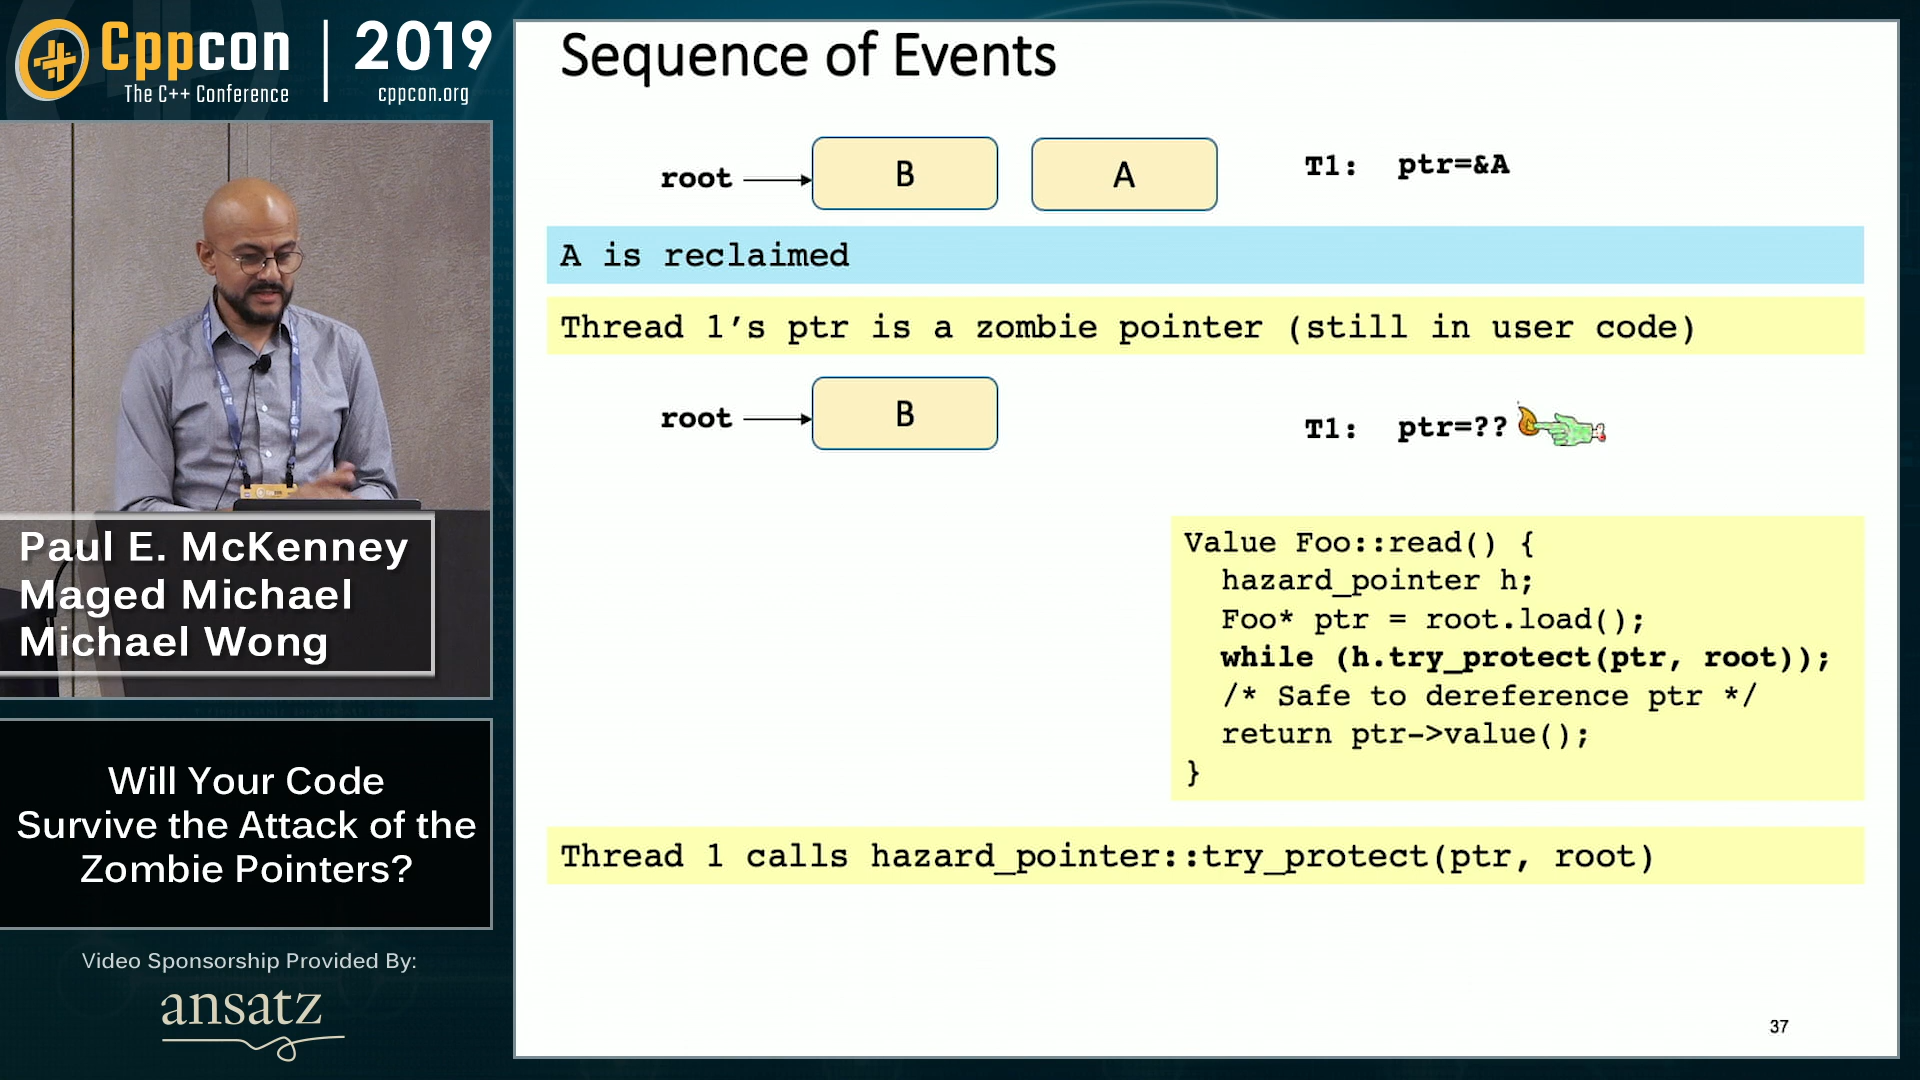 Cppcon
The C++ Conference
2019
cppcon.org
Paul E. McKenney
Maged Michael
Michael Wong
Will Your Code
Survive the Attack of the
Zombie Pointers?
Video Sponsorship Provided By:
ansatz
Sequence of Events
root
B
A
T1: ptr=&A
A is reclaimed
Thread 1’s ptr is a zombie pointer (still in user code)
root
B
T1: ptr=??
Value Foo::read() {
hazard_pointer h;
Foo* ptr = root.load();
while (h.try_protect(ptr, root));
/* Safe to dereference ptr */
return ptr->value();
}
Thread 1 calls hazard_pointer::try_protect(ptr, root)
37